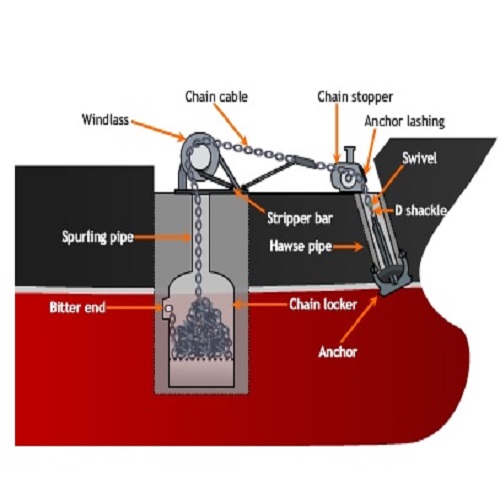 Chain cable
Chain stopper
Windlass
Anchor lashing
Swivel
D shackle
Stripper bar
Spurling pipe
Hawse pipe
Bitter end
Chain locker
Anchor